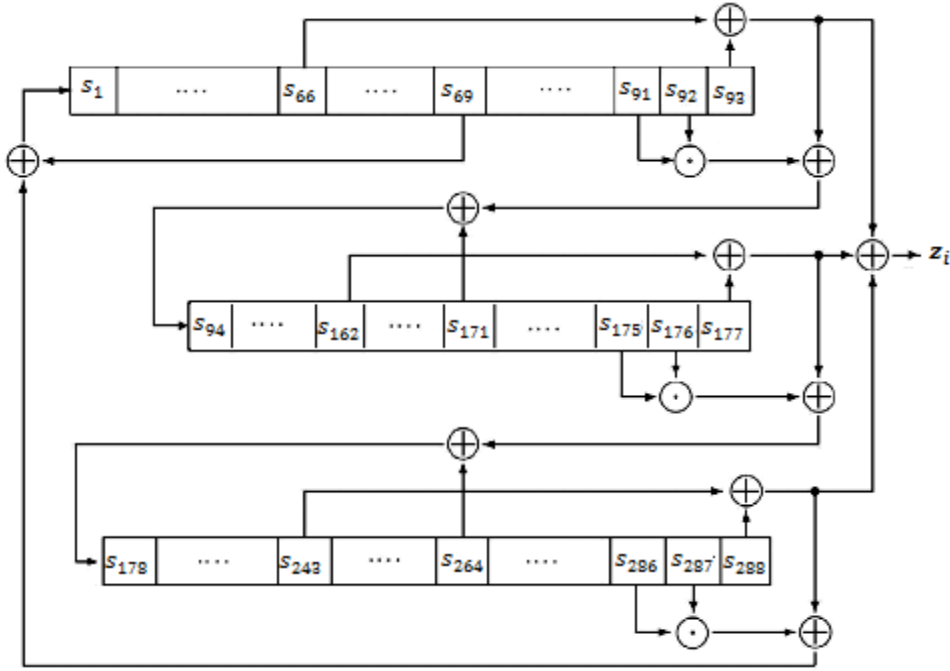 s₁ .... s₆₆ .... s₆₉ .... s₉₁ s₉₂ s₉₃
zᵢ
s₉₄ .... s₁₆₂ .... s₁₇₁ .... s₁₇₅ s₁₇₆ s₁₇₇
s₁₇₈ .... s₂₄₃ .... s₂₆₄ .... s₂₈₆ s₂₈₇ s₂₈₈